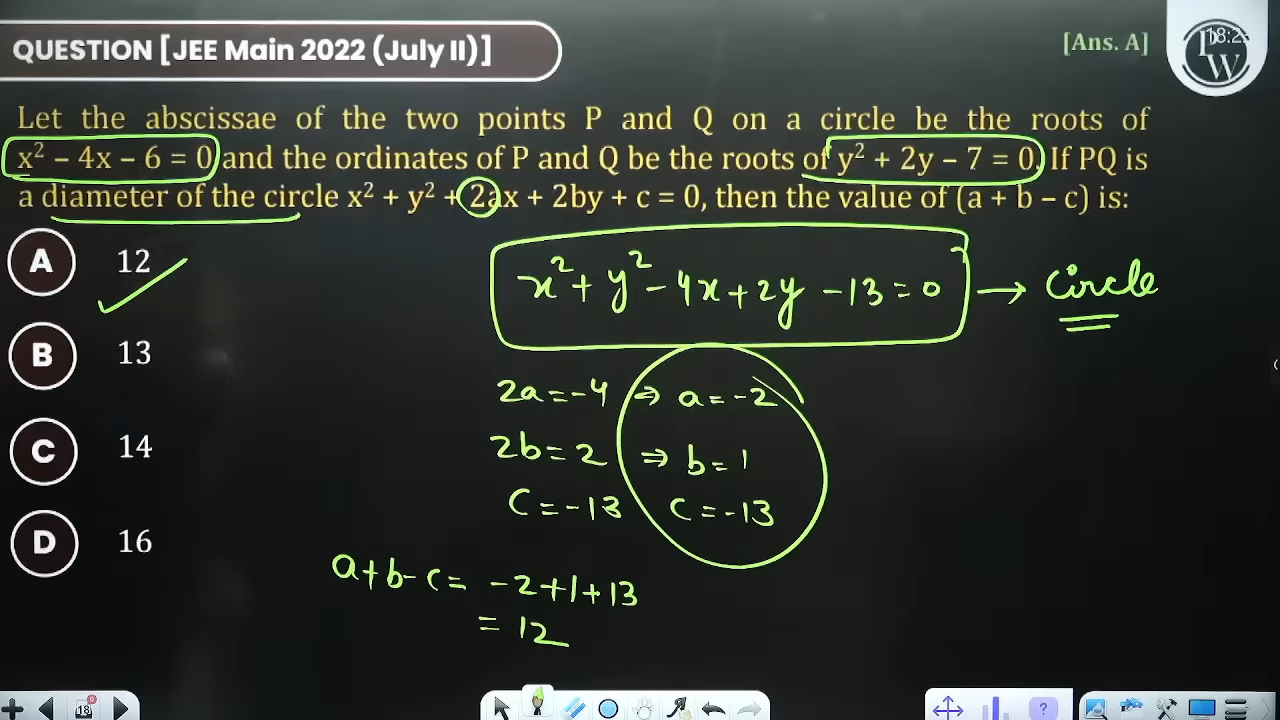 QUESTION [JEE Main 2022 (July II)]
[Ans. A]
18:2
W
Let the abscissae of the two points P and Q on a circle be the roots of
x² – 4x – 6 = 0 and the ordinates of P and Q be the roots of y² + 2y – 7 = 0. If PQ is
a diameter of the circle x² + y² + 2ax + 2by + c = 0, then the value of (a + b – c) is:
A 12
B 13
C 14
D 16
x² + y² – 4x + 2y – 13 = 0 → Circle
2a = –4 ⇒ a = –2
2b = 2 ⇒ b = 1
C = –13 C = –13
a + b – c = –2 + 1 + 13
= 12
18